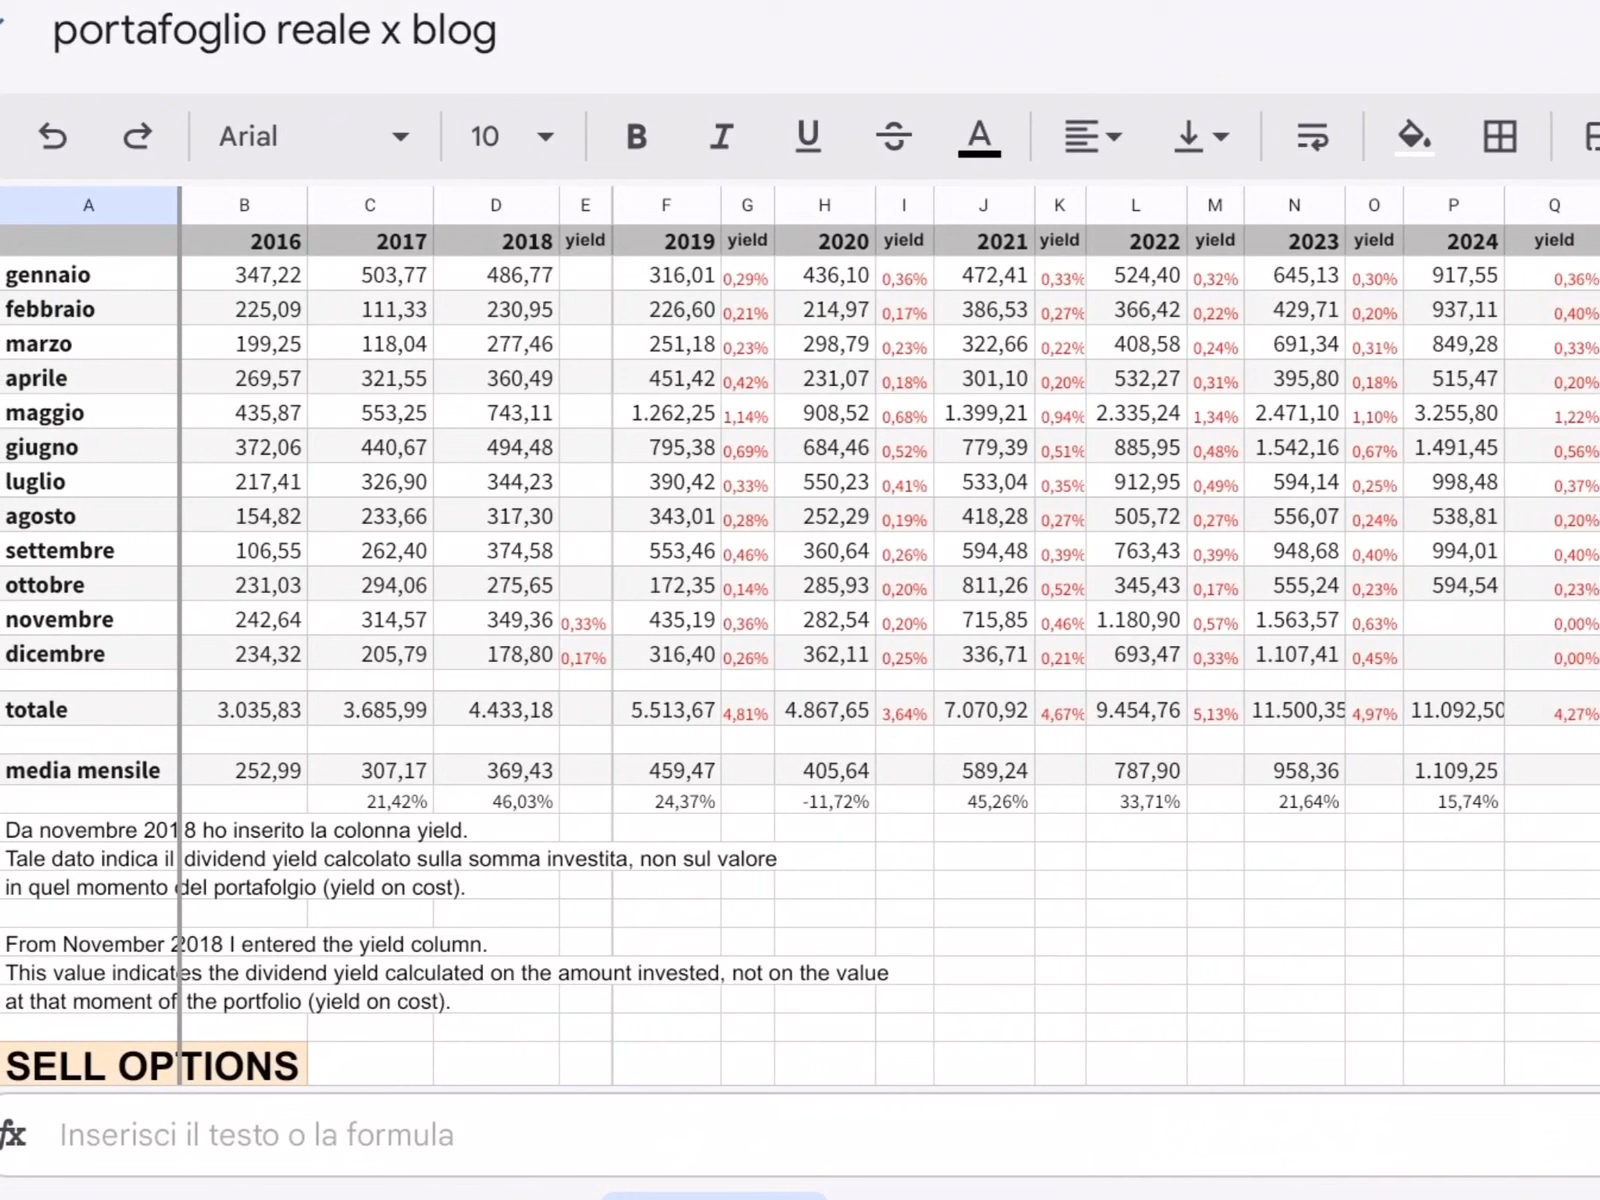 portafoglio reale x blog
Arial 10 B I U S A
A B C D E F G H I J K L M N O P Q
2016 2017 2018 yield 2019 yield 2020 yield 2021 yield 2022 yield 2023 yield 2024 yield
gennaio 347,22 503,77 486,77 316,01 0,29% 436,10 0,36% 472,41 0,33% 524,40 0,32% 645,13 0,30% 917,55 0,36%
febbraio 225,09 111,33 230,95 226,60 0,21% 214,97 0,17% 386,53 0,27% 366,42 0,22% 429,71 0,20% 937,11 0,40%
marzo 199,25 118,04 277,46 251,18 0,23% 298,79 0,23% 322,66 0,22% 408,58 0,24% 691,34 0,31% 849,28 0,33%
aprile 269,57 321,55 360,49 451,42 0,42% 231,07 0,18% 301,10 0,20% 532,27 0,31% 395,80 0,18% 515,47 0,20%
maggio 435,87 553,25 743,11 1.262,25 1,14% 908,52 0,68% 1.399,21 0,94% 2.335,24 1,34% 2.471,10 1,10% 3.255,80 1,22%
giugno 372,06 440,67 494,48 795,38 0,69% 684,46 0,52% 779,39 0,51% 885,95 0,48% 1.542,16 0,67% 1.491,45 0,56%
luglio 217,41 326,90 344,23 390,42 0,33% 550,23 0,41% 533,04 0,35% 912,95 0,49% 594,14 0,25% 998,48 0,37%
agosto 154,82 233,66 317,30 343,01 0,28% 252,29 0,19% 418,28 0,27% 505,72 0,27% 556,07 0,24% 538,81 0,20%
settembre 106,55 262,40 374,58 553,46 0,46% 360,64 0,26% 594,48 0,39% 763,43 0,39% 948,68 0,40% 994,01 0,40%
ottobre 231,03 294,06 275,65 172,35 0,14% 285,93 0,20% 811,26 0,52% 345,43 0,17% 555,24 0,23% 594,54 0,23%
novembre 242,64 314,57 349,36 0,33% 435,19 0,36% 282,54 0,20% 715,85 0,46% 1.180,90 0,57% 1.563,57 0,63% 0,00%
dicembre 234,32 205,79 178,80 0,17% 316,40 0,26% 362,11 0,25% 336,71 0,21% 693,47 0,33% 1.107,41 0,45% 0,00%
totale 3.035,83 3.685,99 4.433,18 5.513,67 4,81% 4.867,65 3,64% 7.070,92 4,67% 9.454,76 5,13% 11.500,35 4,97% 11.092,50 4,27%
media mensile 252,99 307,17 369,43 459,47 405,64 589,24 787,90 958,36 1.109,25
21,42% 46,03% 24,37% -11,72% 45,26% 33,71% 21,64% 15,74%
Da novembre 2018 ho inserito la colonna yield.
Tale dato indica il dividend yield calcolato sulla somma investita, non sul valore
in quel momento del portafolgio (yield on cost).
From November 2018 I entered the yield column.
This value indicates the dividend yield calculated on the amount invested, not on the value
at that moment of the portfolio (yield on cost).
SELL OPTIONS
fx Inserisci il testo o la formula